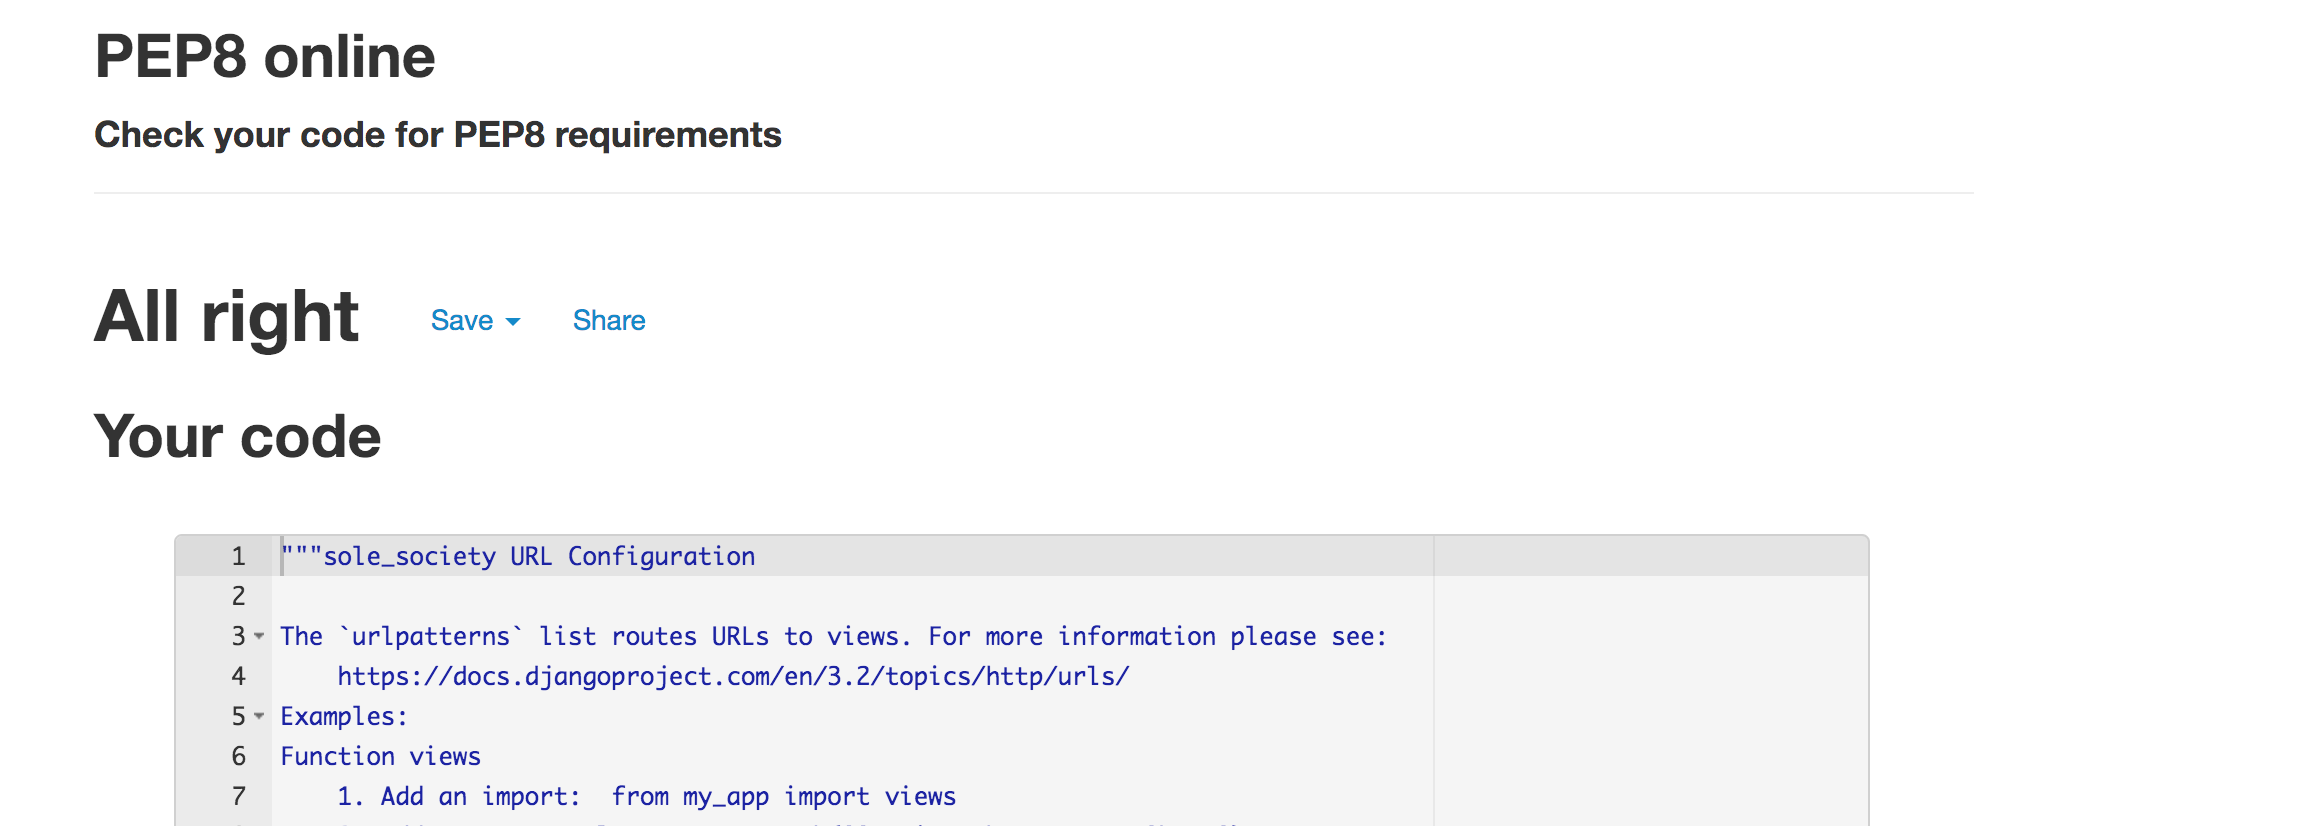 PEP8 online
Check your code for PEP8 requirements
All right Save Share
Your code
1 """sole_society URL Configuration
2
3 The `urlpatterns` list routes URLs to views. For more information please see:
4     https://docs.djangoproject.com/en/3.2/topics/http/urls/
5 Examples:
6 Function views
7     1. Add an import:  from my_app import views